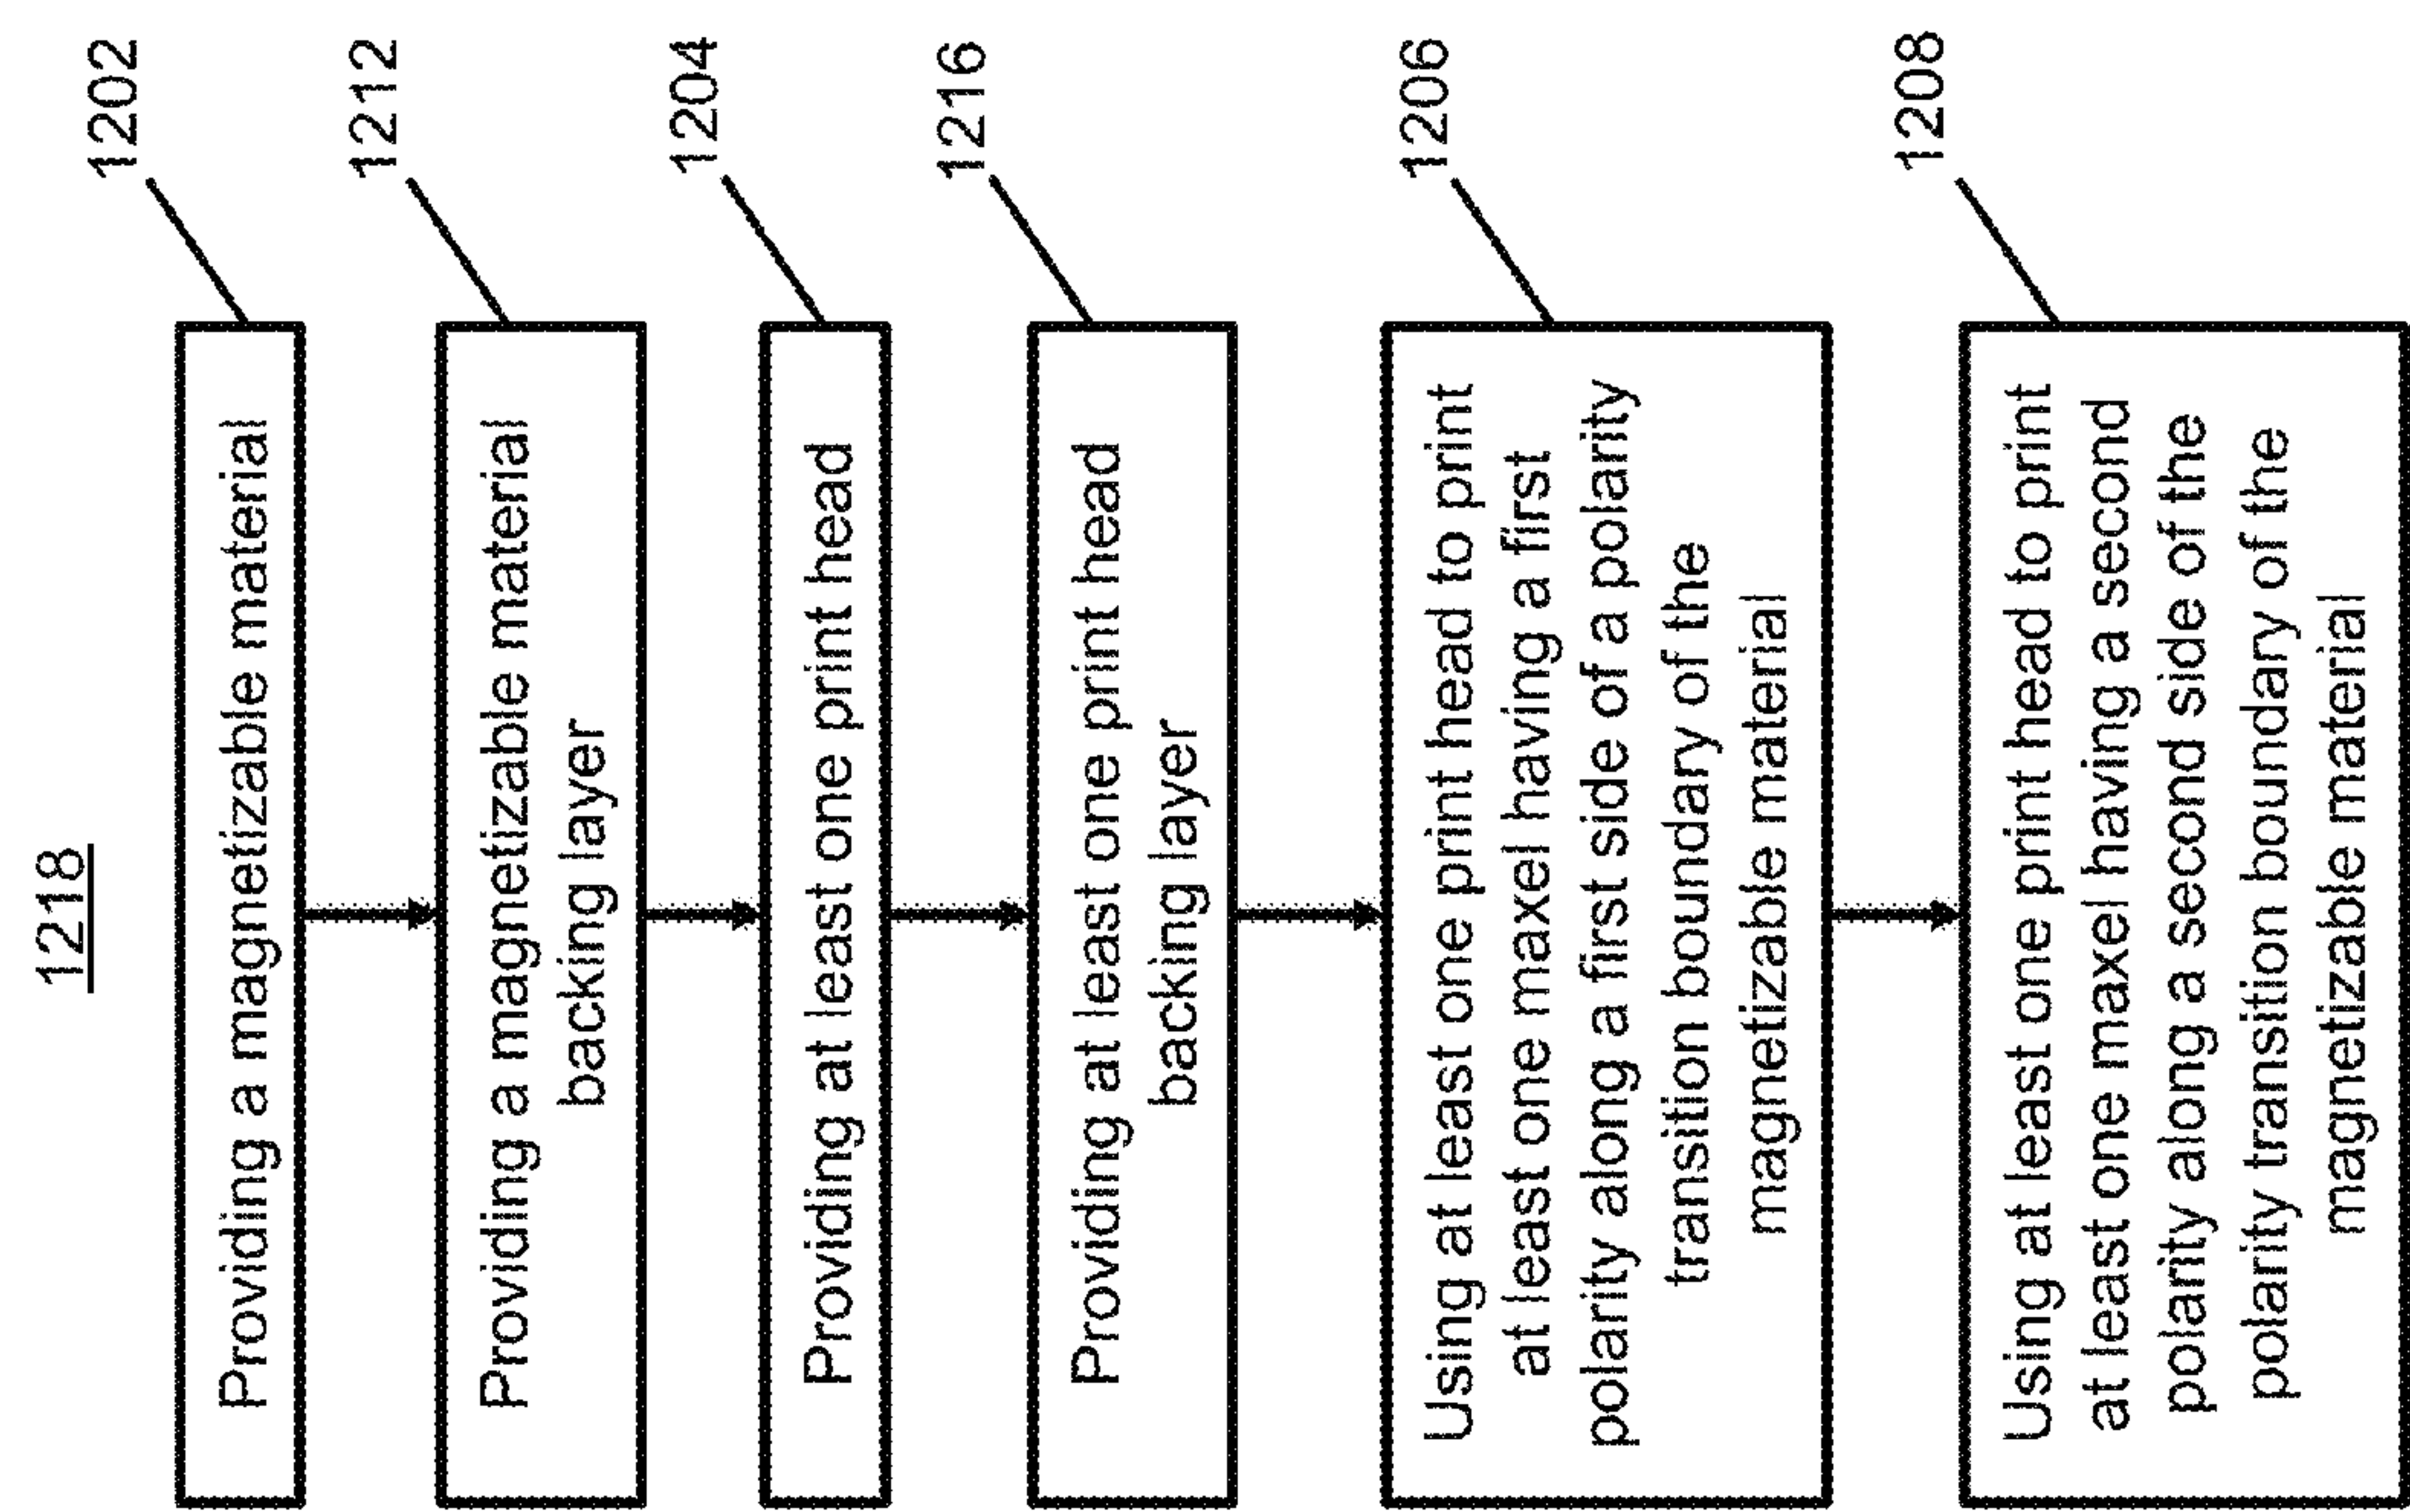 1218
Providing a magnetizable material
1202
Providing a magnetizable material
backing layer
1212
Providing at least one print head
1204
Providing at least one print head
backing layer
1216
Using at least one print head to print
at least one maxel having a first
polarity along a first side of a polarity
transition boundary of the
magnetizable material
1206
Using at least one print head to print
at least one maxel having a second
polarity along a second side of the
polarity transition boundary of the
magnetizable material
1208